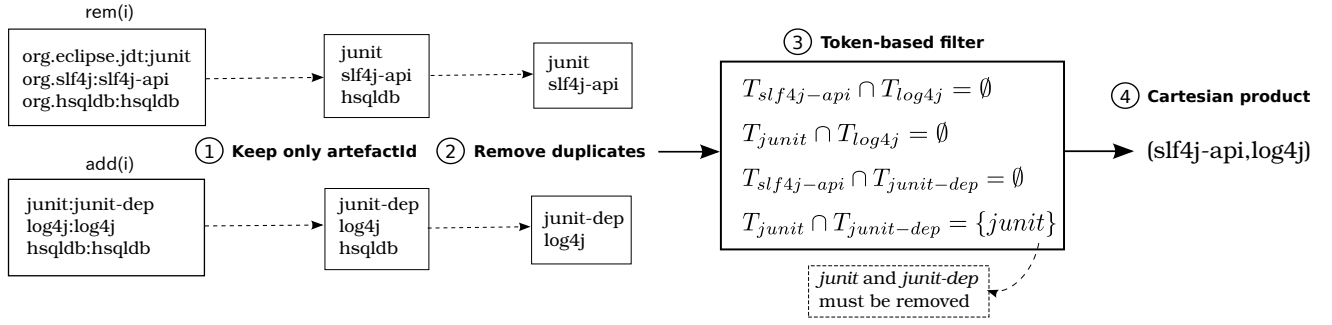 rem(i)
org.eclipse.jdt:junit
org.slf4j:slf4j-api
org.hsqldb:hsqldb
junit
slf4j-api
hsqldb
junit
slf4j-api
1 Keep only artefactId
2 Remove duplicates
add(i)
junit:junit-dep
log4j:log4j
hsqldb:hsqldb
junit-dep
log4j
hsqldb
junit-dep
log4j
3 Token-based filter
T_{slf4j-api} ∩ T_{log4j} = ∅
T_{junit} ∩ T_{log4j} = ∅
T_{slf4j-api} ∩ T_{junit-dep} = ∅
T_{junit} ∩ T_{junit-dep} = {junit}
junit and junit-dep
must be removed
4 Cartesian product
(slf4j-api,log4j)